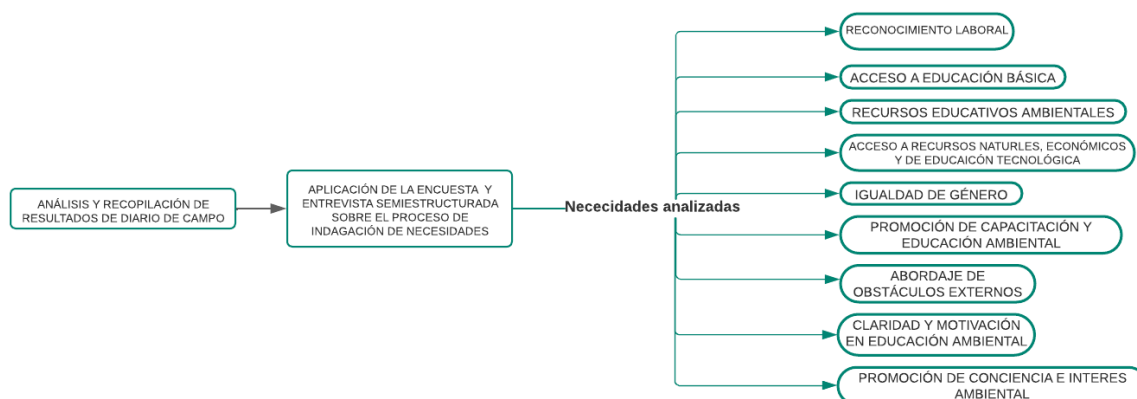 ANÁLISIS Y RECOPILACIÓN DE
RESULTADOS DE DIARIO DE CAMPO
APLICACIÓN DE LA ENCUESTA Y
ENTREVISTA SEMIESTRUCTURADA
SOBRE EL PROCESO DE
INDAGACIÓN DE NECESIDADES
Nececidades analizadas
RECONOCIMIENTO LABORAL
ACCESO A EDUCACIÓN BÁSICA
RECURSOS EDUCATIVOS AMBIENTALES
ACCESO A RECURSOS NATURLES, ECONÓMICOS
Y DE EDUCAICÓN TECNOLÓGICA
IGUALDAD DE GÉNERO
PROMOCIÓN DE CAPACITACIÓN Y
EDUCACIÓN AMBIENTAL
ABORDAJE DE
OBSTÁCULOS EXTERNOS
CLARIDAD Y MOTIVACIÓN
EN EDUCACIÓN AMBIENTAL
PROMOCIÓN DE CONCIENCIA E INTERES
AMBIENTAL